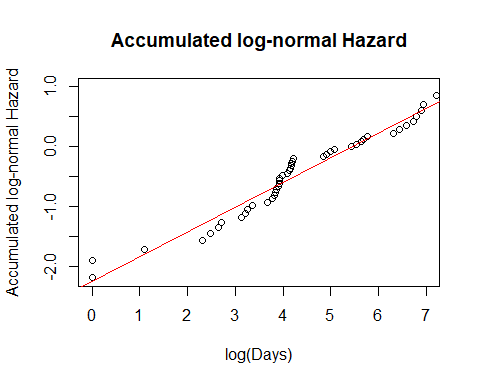 Accumulated log-normal Hazard
Accumulated log-normal Hazard
1.0
0.0
-1.0
-2.0
0 1 2 3 4 5 6 7
log(Days)